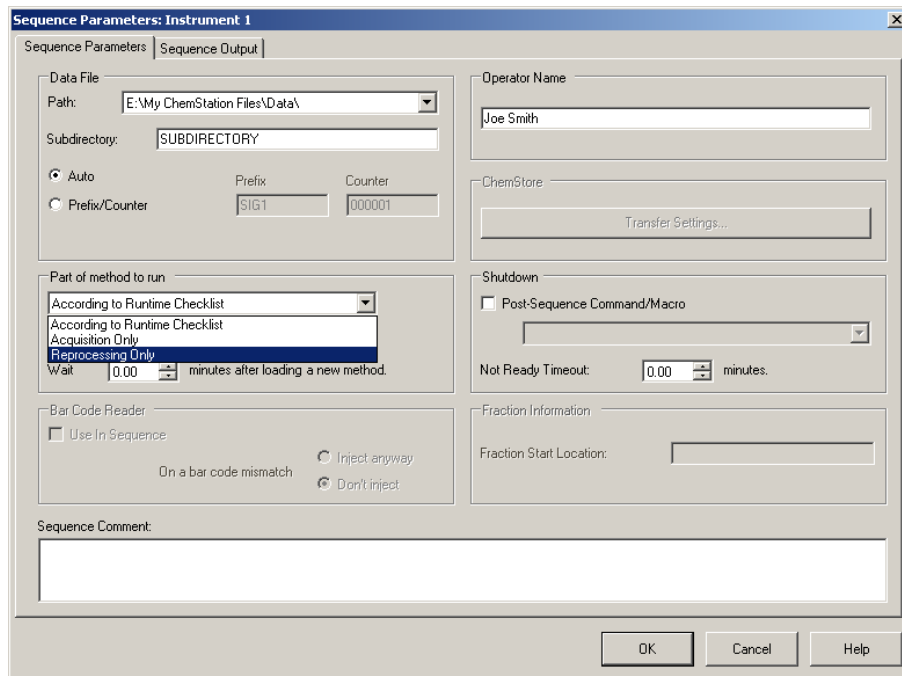 Sequence Parameters: Instrument 1
Sequence Parameters
Sequence Output
Data File
Path:
E:\My ChemStation Files\Data\
Subdirectory:
SUBDIRECTORY
Auto
Prefix
Counter
Prefix/Counter
SIG1
000001
Operator Name
Joe Smith
ChemStore
Transfer Settings...
Part of method to run
According to Runtime Checklist
According to Runtime Checklist
Acquisition Only
Reprocessing Only
Wait
0.00
minutes after loading a new method.
Shutdown
Post-Sequence Command/Macro
Not Ready Timeout:
0.00
minutes.
Bar Code Reader
Use In Sequence
On a bar code mismatch
Inject anyway
Don't inject
Fraction Information
Fraction Start Location:
Sequence Comment:
OK
Cancel
Help